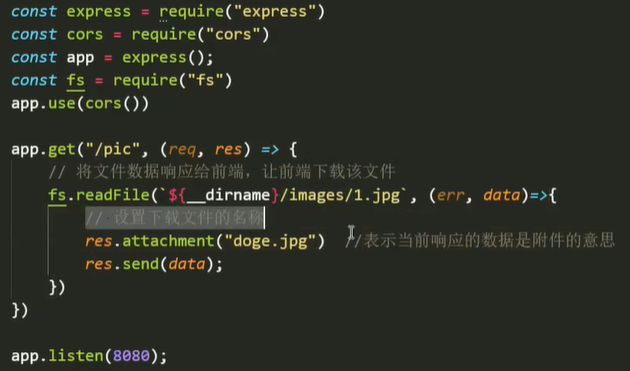 const express = require("express")
const cors = require("cors")
const app = express();
const fs = require("fs")
app.use(cors())
app.get("/pic", (req, res) => {
// 将文件数据响应给前端，让前端下载该文件
fs.readFile(`${__dirname}/images/1.jpg`, (err, data)=>{
// 设置下载文件的名称
res.attachment("doge.jpg") //表示当前响应的数据是附件的意思
res.send(data);
})
})
app.listen(8080);